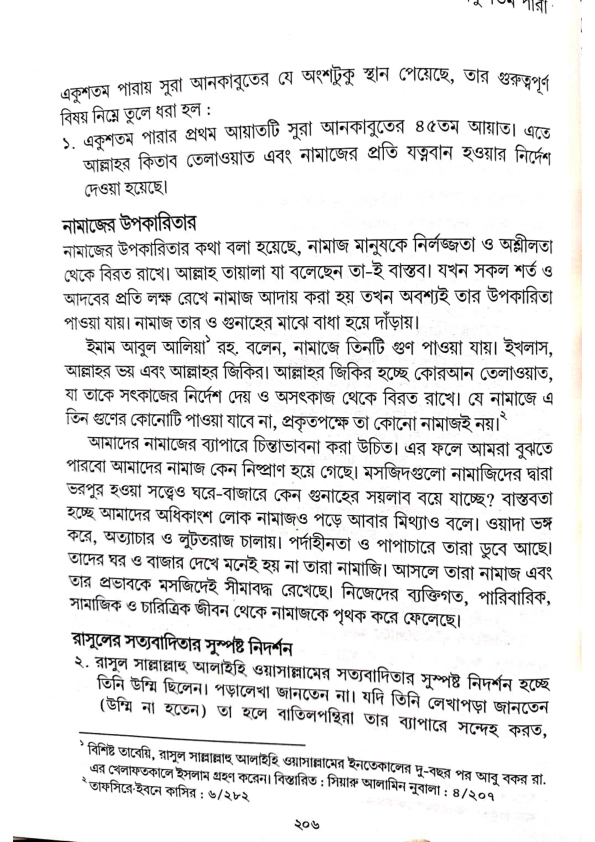 তম পারা
একুশতম পারায় সুরা আনকাবুতের যে অংশটুকু স্থান পেয়েছে, তার গুরুত্বপূর্ণ
বিষয় নিম্নে তুলে ধরা হল :
১. একুশতম পারার প্রথম আয়াতটি সুরা আনকাবুতের ৪৫তম আয়াত। এতে
আল্লাহর কিতাব তেলাওয়াত এবং নামাজের প্রতি যত্নবান হওয়ার নির্দেশ
দেওয়া হয়েছে।
নামাজের উপকারিতার
নামাজের উপকারিতার কথা বলা হয়েছে, নামাজ মানুষকে নির্লজ্জতা ও অশ্লীলতা
থেকে বিরত রাখে। আল্লাহ তায়ালা যা বলেছেন তা-ই বাস্তব। যখন সকল শর্ত ও
আদবের প্রতি লক্ষ রেখে নামাজ আদায় করা হয় তখন অবশ্যই তার উপকারিতা
পাওয়া যায়। নামাজ তার ও গুনাহের মাঝে বাধা হয়ে দাঁড়ায়।
ইমাম আবুল আলিয়া¹ রহ. বলেন, নামাজে তিনটি গুণ পাওয়া যায়। ইখলাস,
আল্লাহর ভয় এবং আল্লাহর জিকির। আল্লাহর জিকির হচ্ছে কোরআন তেলাওয়াত,
যা তাকে সৎকাজের নির্দেশ দেয় ও অসৎকাজ থেকে বিরত রাখে। যে নামাজে এ
তিন গুণের কোনোটি পাওয়া যাবে না, প্রকৃতপক্ষে তা কোনো নামাজই নয়।²
আমাদের নামাজের ব্যাপারে চিন্তাভাবনা করা উচিত। এর ফলে আমরা বুঝতে
পারবো আমাদের নামাজ কেন নিষ্প্রাণ হয়ে গেছে। মসজিদগুলো নামাজিদের দ্বারা
ভরপুর হওয়া সত্ত্বেও ঘরে-বাজারে কেন গুনাহের সয়লাব বয়ে যাচ্ছে? বাস্তবতা
হচ্ছে আমাদের অধিকাংশ লোক নামাজও পড়ে আবার মিথ্যাও বলে। ওয়াদা ভঙ্গ
করে, অত্যাচার ও লুটতরাজ চালায়। পর্দাহীনতা ও পাপাচারে তারা ডুবে আছে।
তাদের ঘর ও বাজার দেখে মনেই হয় না তারা নামাজি। আসলে তারা নামাজ এবং
তার প্রভাবকে মসজিদেই সীমাবদ্ধ রেখেছে। নিজেদের ব্যক্তিগত, পারিবারিক,
সামাজিক ও চারিত্রিক জীবন থেকে নামাজকে পৃথক করে ফেলেছে।
রাসুলের সত্যবাদিতার সুস্পষ্ট নিদর্শন
২. রাসুল সাল্লাল্লাহু আলাইহি ওয়াসাল্লামের সত্যবাদিতার সুস্পষ্ট নিদর্শন হচ্ছে
তিনি উম্মি ছিলেন। পড়ালেখা জানতেন না। যদি তিনি লেখাপড়া জানতেন
(উম্মি না হতেন) তা হলে বাতিলপন্থিরা তার ব্যাপারে সন্দেহ করত,
¹ বিশিষ্ট তাবেয়ি, রাসুল সাল্লাল্লাহু আলাইহি ওয়াসাল্লামের ইনতেকালের দু-বছর পর আবু বকর রা.
এর খেলাফতকালে ইসলাম গ্রহণ করেন। বিস্তারিত : সিয়ারু আলামিন নুবালা : ৪/২০৭
² তাফসিরে-ইবনে কাসির : ৬/২৮২
২০৬